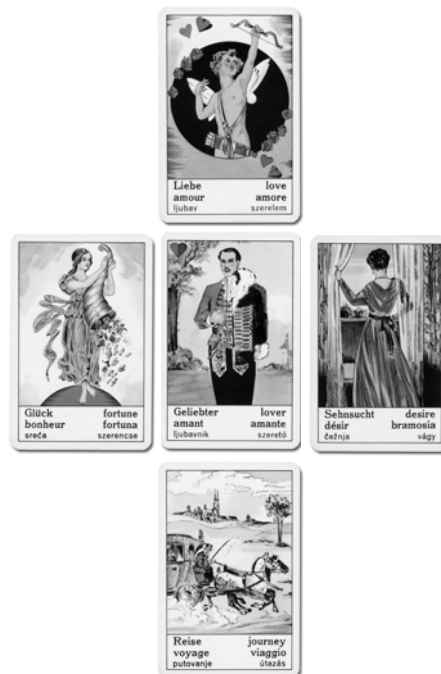 Liebe love
amour amore
ljubav szerelem
Glück fortune
bonheur fortuna
sreća szerencse
Geliebter lover
amant amante
ljubavnik szerető
Sehnsucht desire
désir bramosia
čežnja vágy
Reise journey
voyage viaggio
putovanje útazás